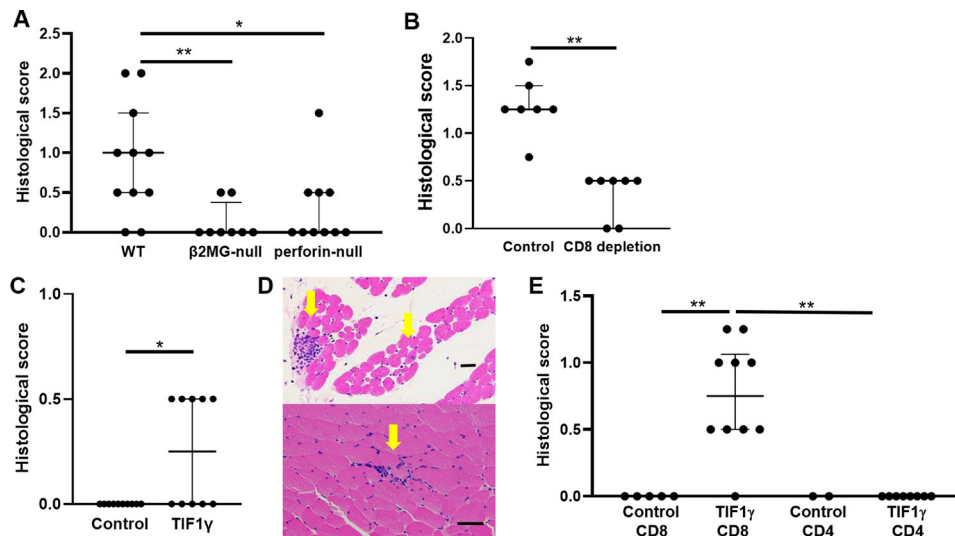 A
Histological score
2.5
2.0
1.5
1.0
0.5
0.0
*
**
WT
β2MG-null
perforin-null
B
Histological score
2.0
1.5
1.0
0.5
0.0
**
Control
CD8 depletion
C
Histological score
1.0
0.5
0.0
*
Control
TIF1γ
D
E
Histological score
1.5
1.0
0.5
0.0
**
**
Control
CD8
TIF1γ
CD8
Control
CD4
TIF1γ
CD4